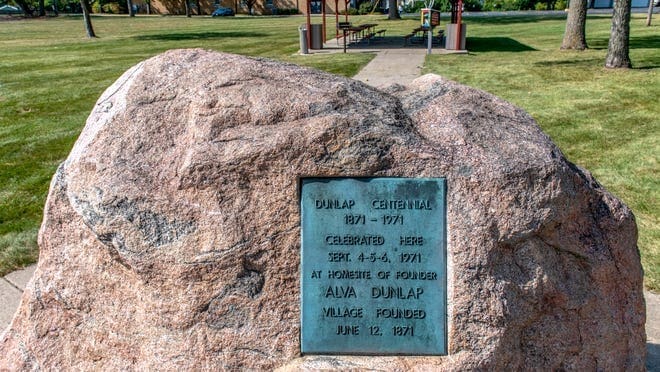 DUNLAP CENTENNIAL
1871 - 1971
CELEBRATED HERE
SEPT. 4-5-6, 1971
AT HOMESITE OF FOUNDER
ALVA DUNLAP
VILLAGE FOUNDED
JUNE 12, 1871